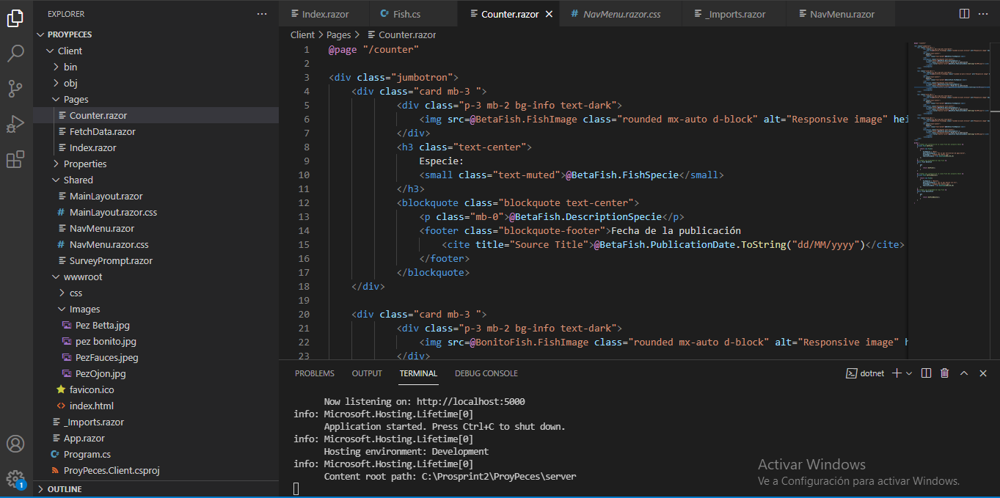 EXPLORER
PROYPECES
Client
bin
obj
Pages
Counter.razor
FetchData.razor
Index.razor
Properties
Shared
MainLayout.razor
MainLayout.razor.css
NavMenu.razor
NavMenu.razor.css
SurveyPrompt.razor
wwwroot
css
Images
Pez Betta.jpg
pez bonito.jpg
PezFauces.jpeg
PezOjon.jpg
favicon.ico
index.html
_Imports.razor
App.razor
Program.cs
ProyPeces.Client.csproj
OUTLINE
1
Index.razor Fish.cs Counter.razor NavMenu.razor.css _Imports.razor NavMenu.razor
Client > Pages > Counter.razor
1 @page "/counter"
2
3 <div class="jumbotron">
4 <div class="card mb-3 ">
5 <div class="p-3 mb-2 bg-info text-dark">
6 <img src=@BetaFish.FishImage class="rounded mx-auto d-block" alt="Responsive image" hei
7 </div>
8 <h3 class="text-center">
9 Especie:
10 <small class="text-muted">@BetaFish.FishSpecie</small>
11 </h3>
12 <blockquote class="blockquote text-center">
13 <p class="mb-0">@BetaFish.DescriptionSpecie</p>
14 <footer class="blockquote-footer">Fecha de la publicación
15 <cite title="Source Title">@BetaFish.PublicationDate.ToString("dd/MM/yyyy")</cite>
16 </footer>
17 </blockquote>
18 </div>
19
20 <div class="card mb-3 ">
21 <div class="p-3 mb-2 bg-info text-dark">
22 <img src=@BonitoFish.FishImage class="rounded mx-auto d-block" alt="Responsive image" h
23 </div>
PROBLEMS OUTPUT TERMINAL DEBUG CONSOLE dotnet
Now listening on: http://localhost:5000
info: Microsoft.Hosting.Lifetime[0]
Application started. Press Ctrl+C to shut down.
info: Microsoft.Hosting.Lifetime[0]
Hosting environment: Development
info: Microsoft.Hosting.Lifetime[0]
Content root path: C:\Prosprint2\ProyPeces\server
Activar Windows
Ve a Configuración para activar Windows.